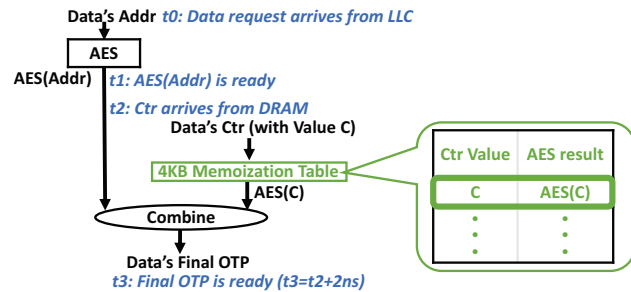 Data's Addr t0: Data request arrives from LLC
AES
AES(Addr) t1: AES(Addr) is ready
t2: Ctr arrives from DRAM
Data's Ctr (with Value C)
4KB Memoization Table
AES(C)
Combine
Data's Final OTP
t3: Final OTP is ready (t3=t2+2ns)
Ctr Value AES result
C AES(C)